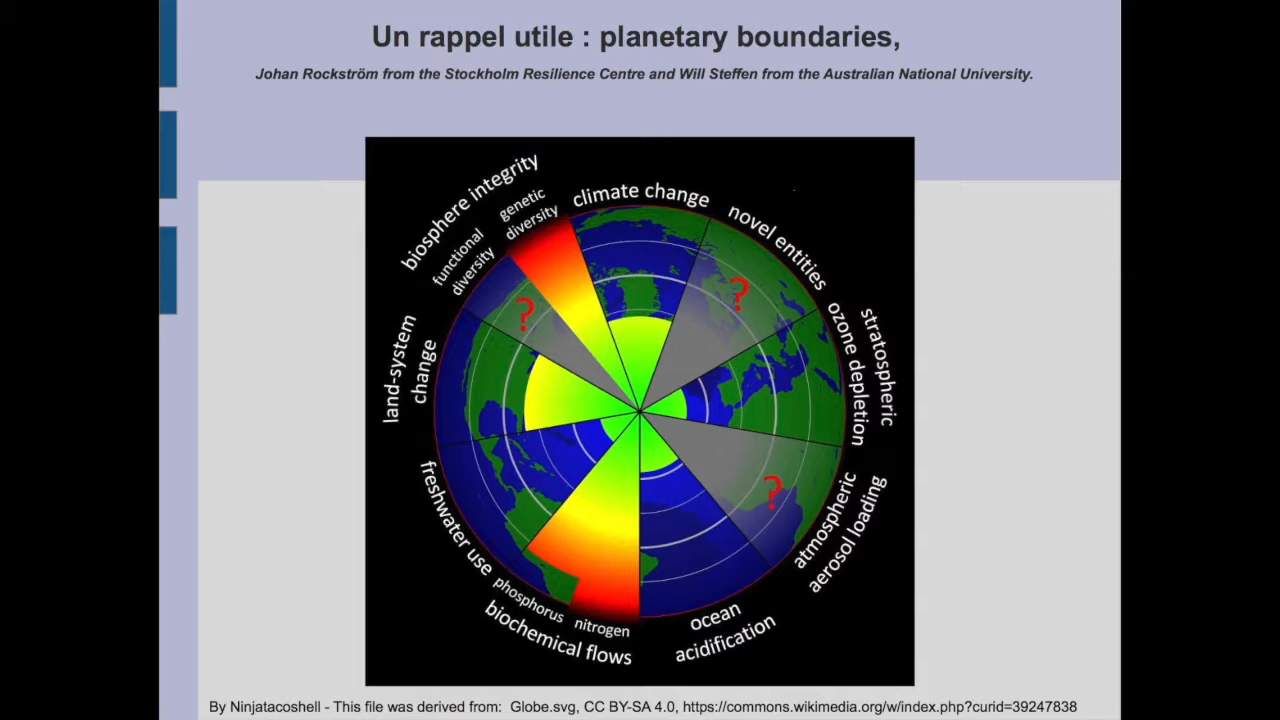 Un rappel utile : planetary boundaries,
Johan Rockström from the Stockholm Resilience Centre and Will Steffen from the Australian National University.
biosphere integrity
genetic
diversity
functional
diversity
climate change
novel entities
stratospheric
ozone depletion
land-system
change
?
?
?
atmospheric
aerosol loading
freshwater use
phosphorus
nitrogen
biochemical flows
ocean
acidification
By Ninjatacoshell - This file was derived from:  Globe.svg, CC BY-SA 4.0, https://commons.wikimedia.org/w/index.php?curid=39247838